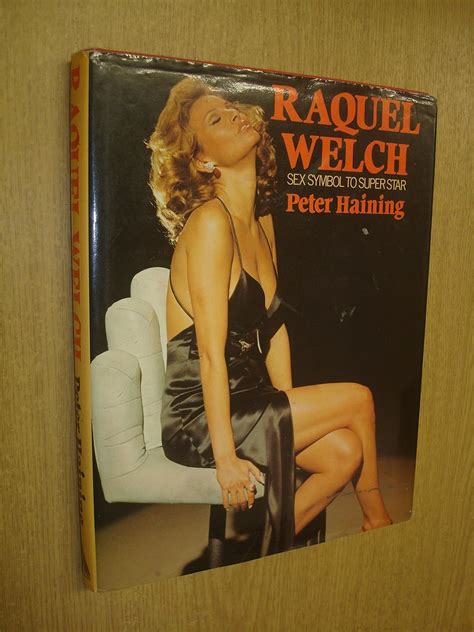 RAQUEL
WELCH
SEX SYMBOL TO SUPER STAR
Peter Haining
RAQUEL WELCH Peter Haining